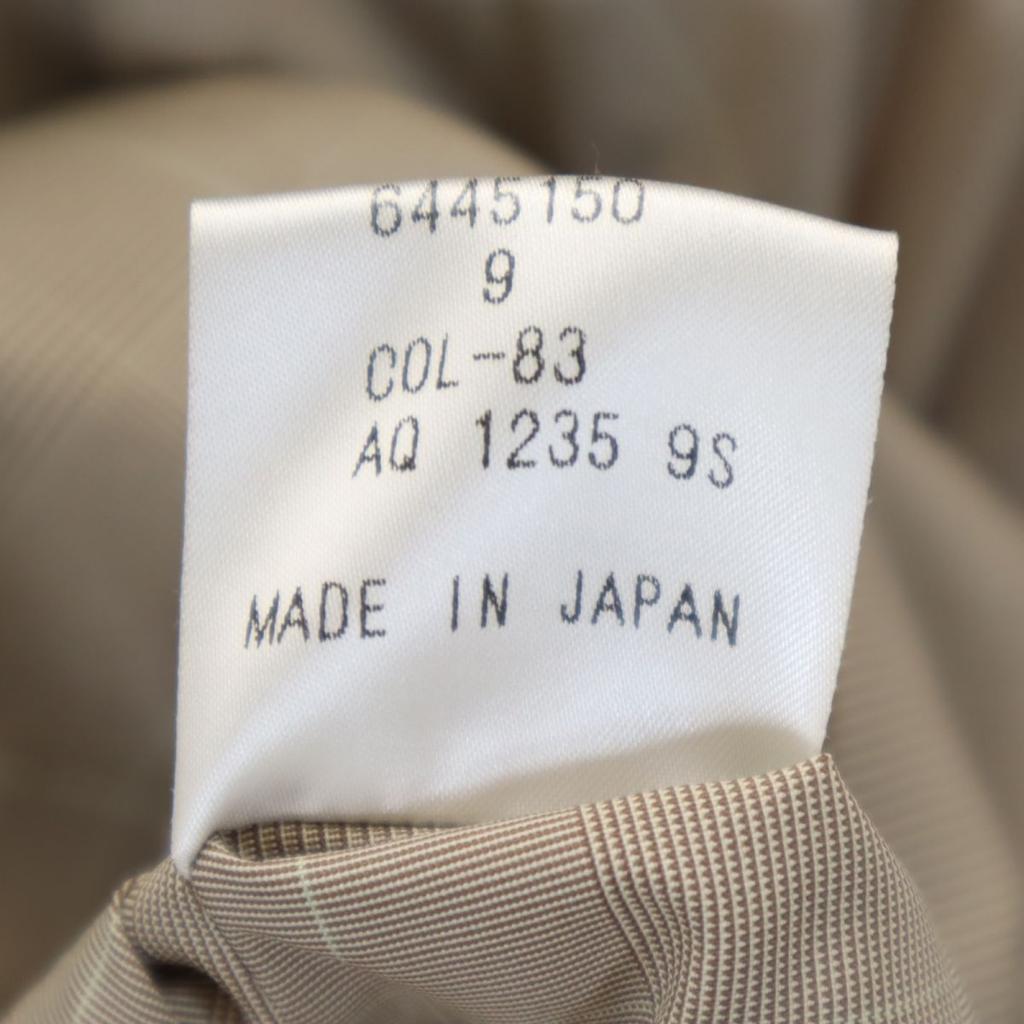 6445150
9
COL-83
AQ 1235 9S
MADE IN JAPAN